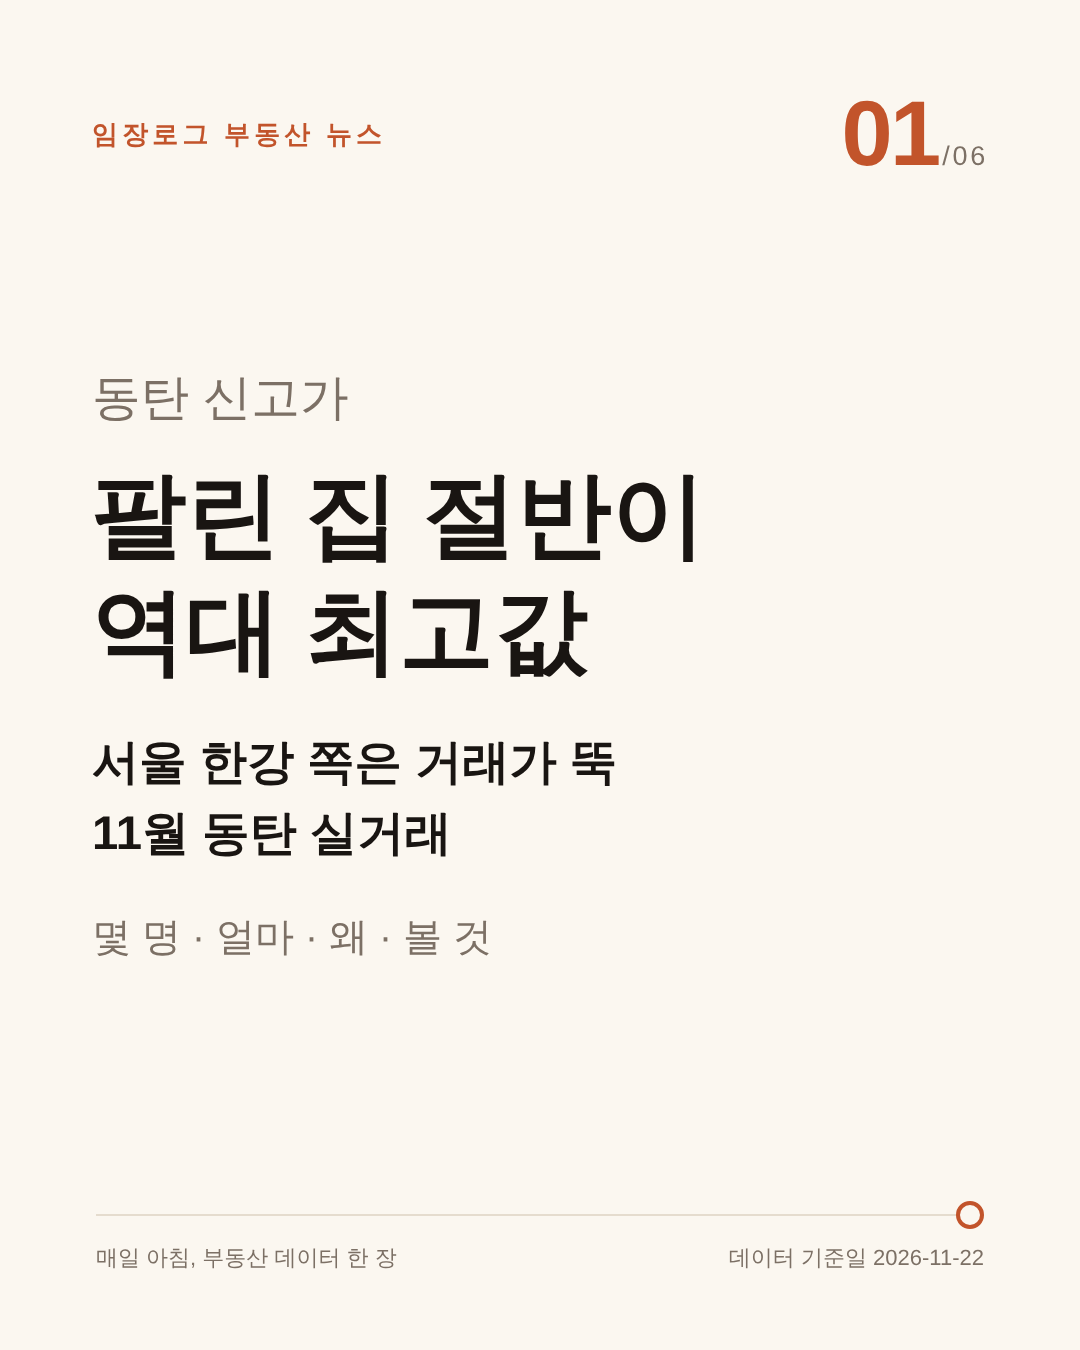 임장로그 부동산 뉴스
01/06
동탄 신고가
팔린 집 절반이
역대 최고값
서울 한강 쪽은 거래가 뚝
11월 동탄 실거래
몇 명 · 얼마 · 왜 · 볼 것
매일 아침, 부동산 데이터 한 장
데이터 기준일 2026-11-22